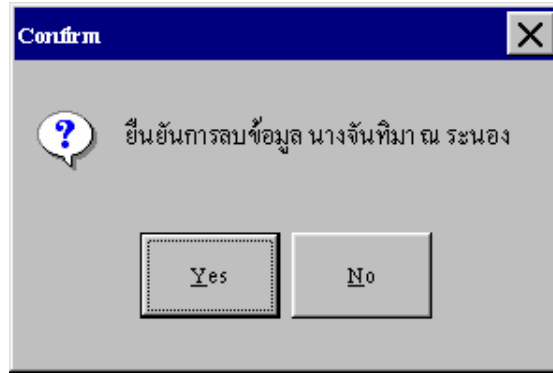 Confirm
ยืนยันการลบข้อมูล นางจันทิมา ณ ระนอง
Yes
No